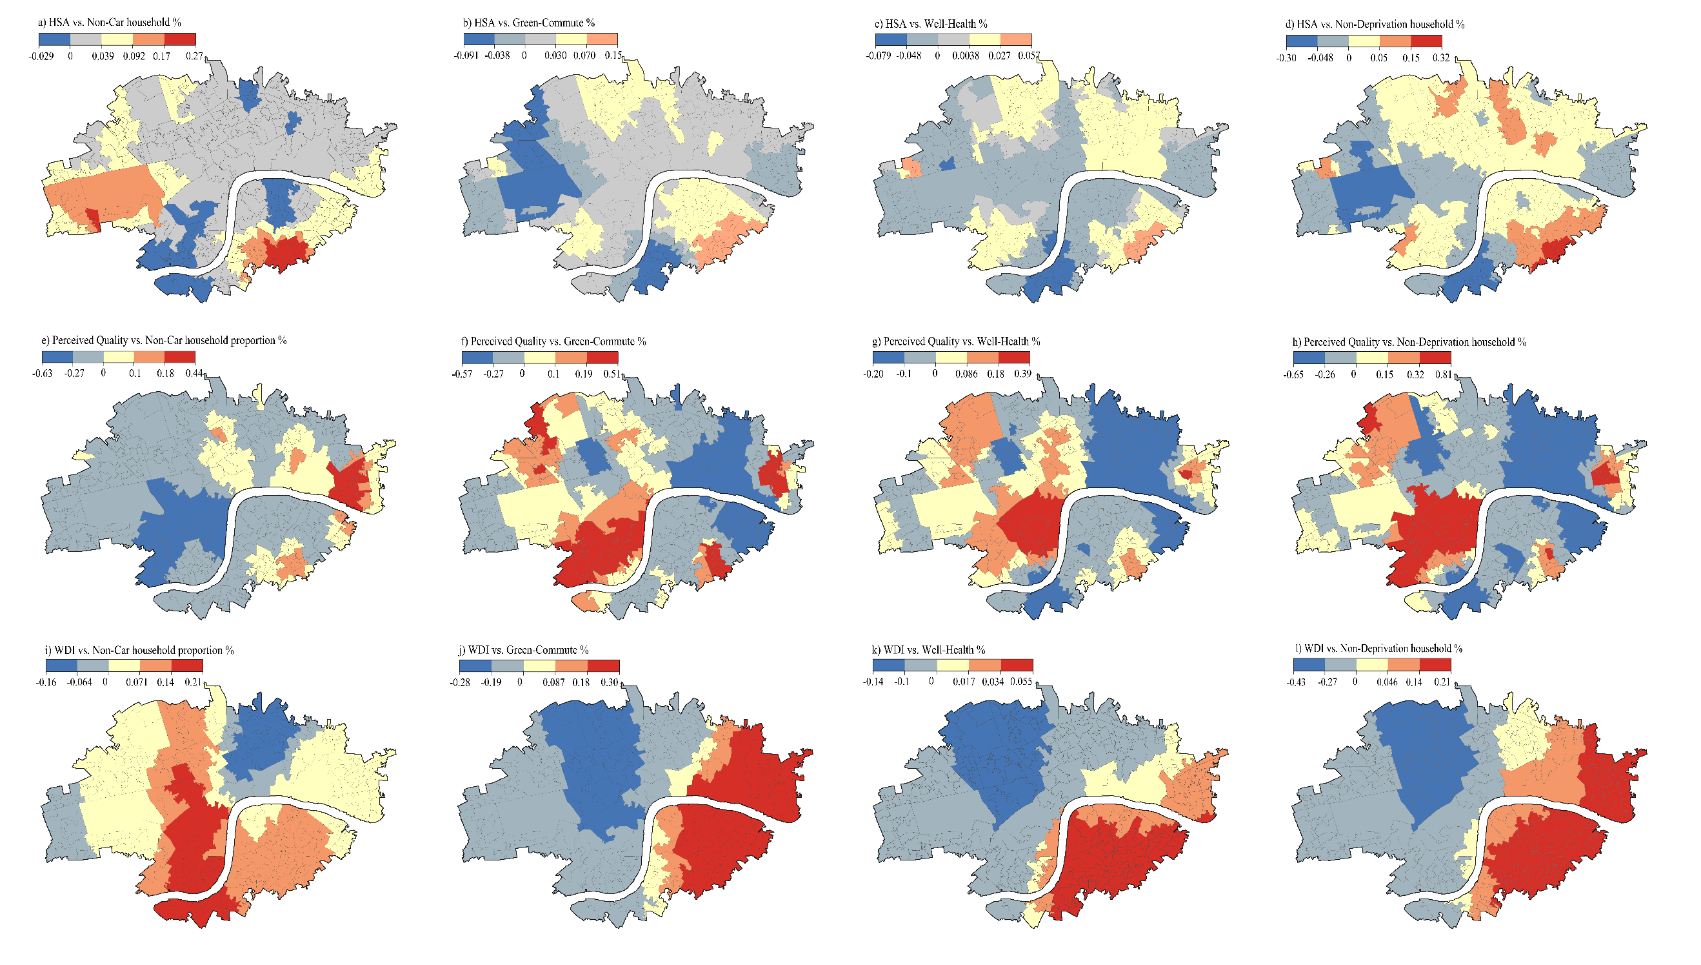 a) HSA vs. Non-Car household %
-0.029 0 0.039 0.092 0.17 0.27
b) HSA vs. Green-Commute %
-0.091 -0.038 0 0.030 0.070 0.15
c) HSA vs. Well-Health %
-0.079 -0.048 0 0.0038 0.027 0.057
d) HSA vs. Non-Deprivation household %
-0.30 -0.048 0 0.05 0.15 0.32
e) Perceived Quality vs. Non-Car household proportion %
-0.63 -0.27 0 0.1 0.18 0.44
f) Perceived Quality vs. Green-Commute %
-0.57 -0.27 0 0.1 0.19 0.51
g) Perceived Quality vs. Well-Health %
-0.20 -0.1 0 0.086 0.18 0.39
h) Perceived Quality vs. Non-Deprivation household %
-0.65 -0.26 0 0.15 0.32 0.81
i) WDI vs. Non-Car household proportion %
-0.16 -0.064 0 0.071 0.14 0.21
j) WDI vs. Green-Commute %
-0.28 -0.19 0 0.087 0.18 0.30
k) WDI vs. Well-Health %
-0.14 -0.1 0 0.017 0.034 0.055
l) WDI vs. Non-Deprivation household %
-0.43 -0.27 0 0.046 0.14 0.21